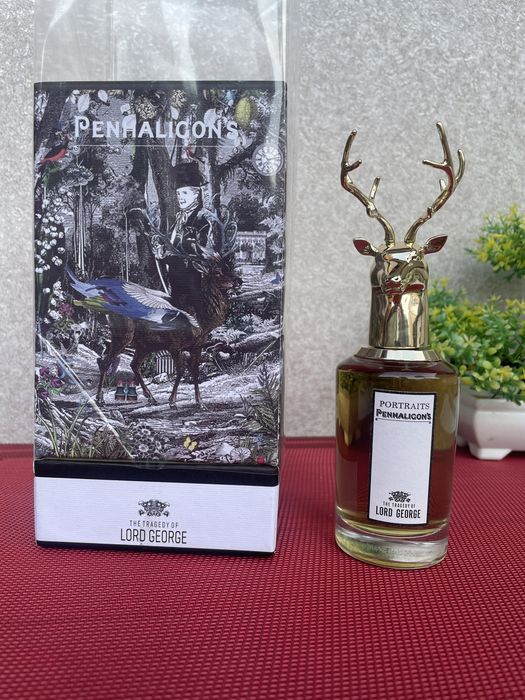 PENHALIGON'S
THE TRAGEDY OF
LORD GEORGE
PORTRAITS
PENHALIGON'S
THE TRAGEDY OF
LORD GEORGE